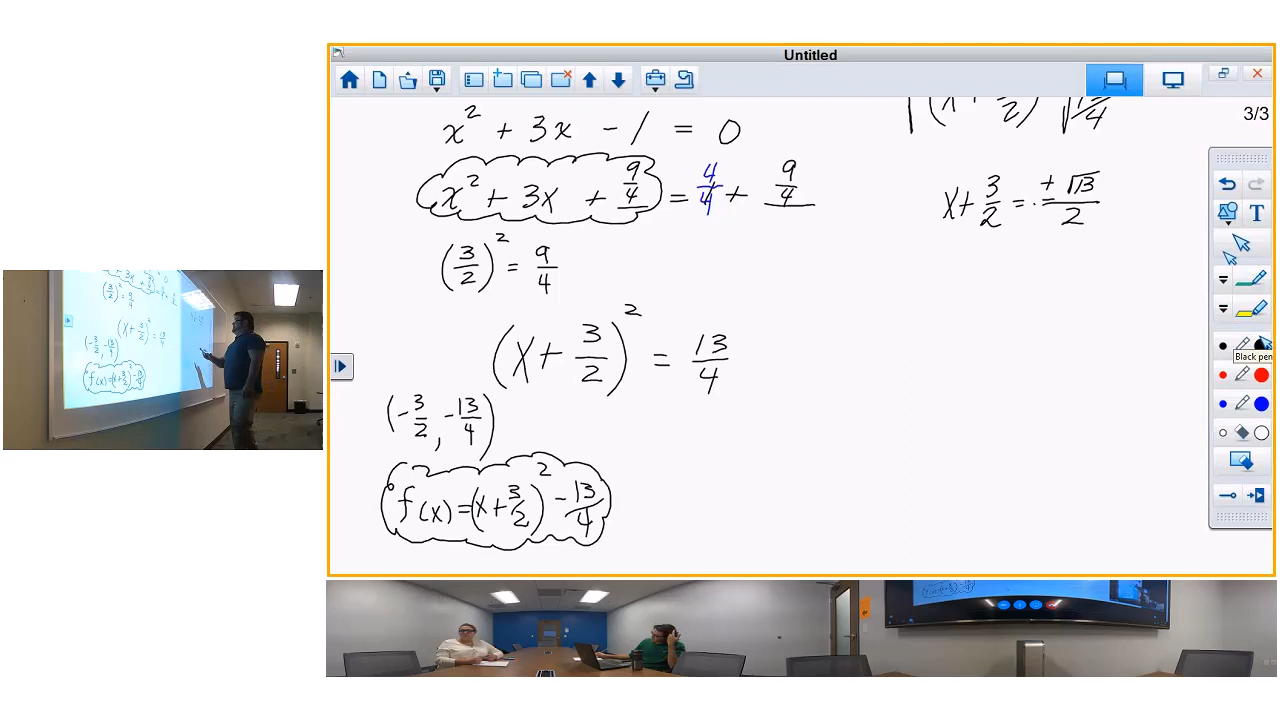 Untitled
3/3
x² + 3x - 1 = 0
x² + 3x + 9/4 = 4/4 + 9/4
(3/2)² = 9/4
(x + 3/2)² = 13/4
(-3/2, -13/4)
f(x) = (x + 3/2)² - 13/4
x + 3/2 = ± √13 / 2
T
Black pen